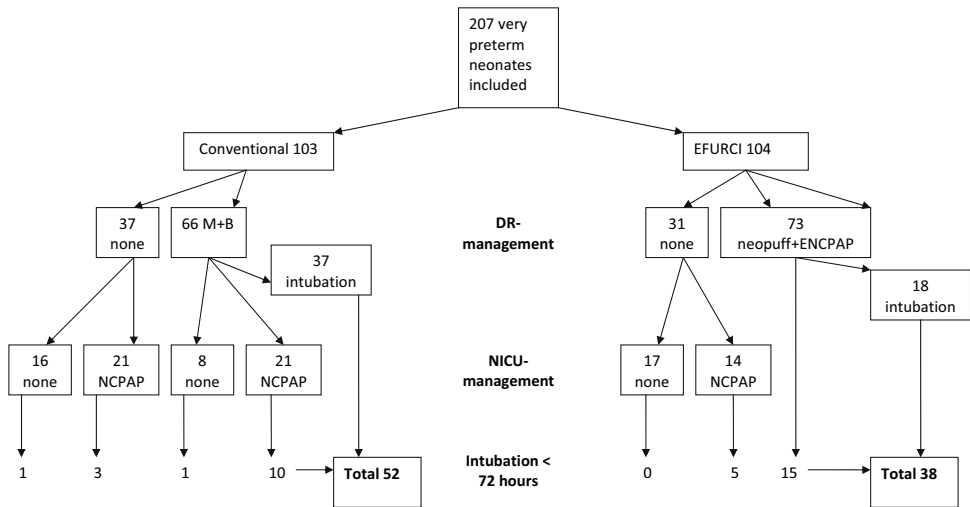 207 very
preterm
neonates
included
Conventional 103
EFURCI 104
37
none
66 M+B
DR-
management
31
none
73
neopuff+ENCPAP
37
intubation
18
intubation
16
none
21
NCPAP
8
none
21
NCPAP
NICU-
management
17
none
14
NCPAP
1
3
1
10
Total 52
Intubation <
72 hours
0
5
15
Total 38